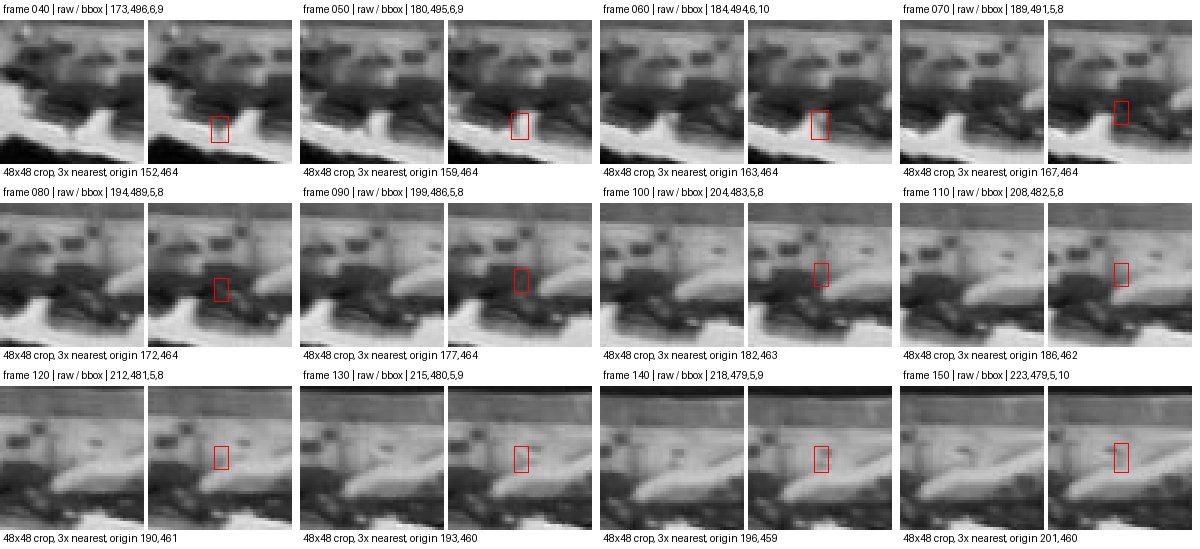 frame 040 | raw / bbox | 173,496,6,9
frame 050 | raw / bbox | 180,495,6,9
frame 060 | raw / bbox | 184,494,6,10
frame 070 | raw / bbox | 189,491,5,8
48x48 crop, 3x nearest, origin 152,464
48x48 crop, 3x nearest, origin 159,464
48x48 crop, 3x nearest, origin 163,464
48x48 crop, 3x nearest, origin 167,464
frame 080 | raw / bbox | 194,489,5,8
frame 090 | raw / bbox | 199,486,5,8
frame 100 | raw / bbox | 204,483,5,8
frame 110 | raw / bbox | 208,482,5,8
48x48 crop, 3x nearest, origin 172,464
48x48 crop, 3x nearest, origin 177,464
48x48 crop, 3x nearest, origin 182,463
48x48 crop, 3x nearest, origin 186,462
frame 120 | raw / bbox | 212,481,5,8
frame 130 | raw / bbox | 215,480,5,9
frame 140 | raw / bbox | 218,479,5,9
frame 150 | raw / bbox | 223,479,5,10
48x48 crop, 3x nearest, origin 190,461
48x48 crop, 3x nearest, origin 193,460
48x48 crop, 3x nearest, origin 196,459
48x48 crop, 3x nearest, origin 201,460